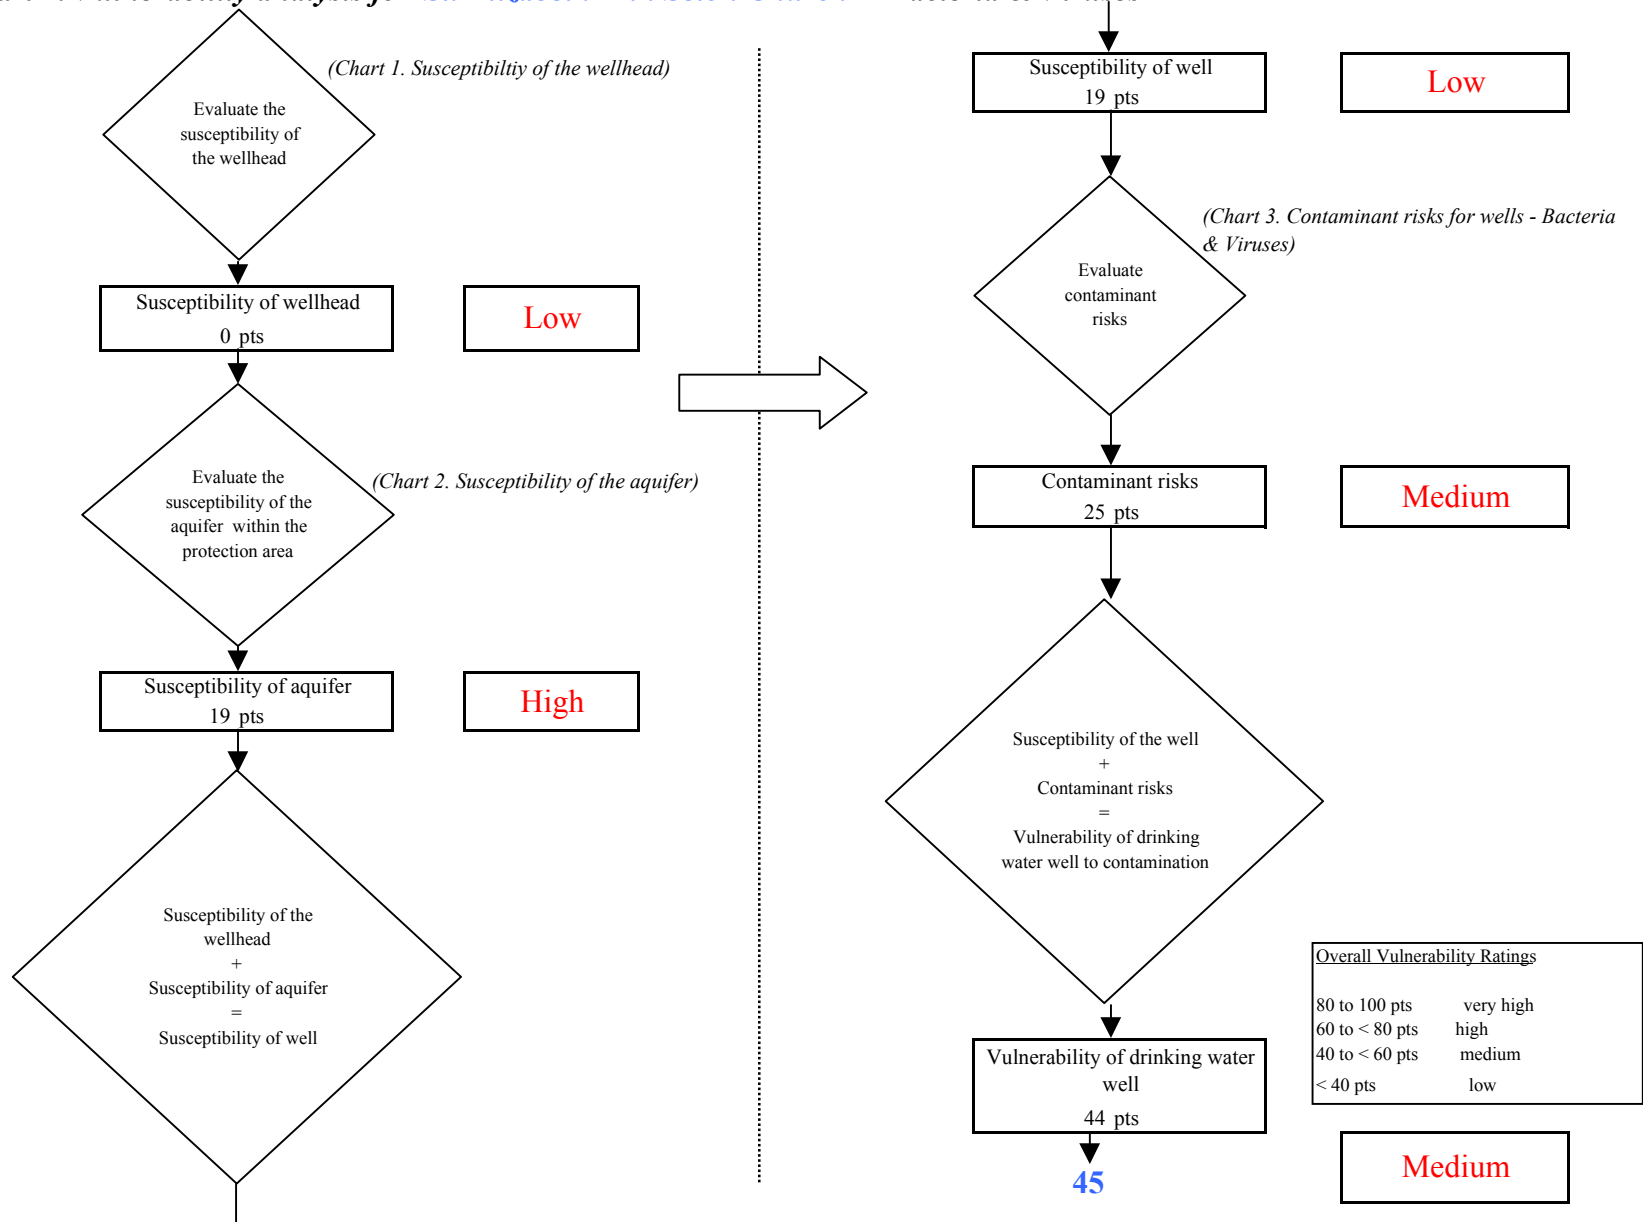 (Chart 1. Susceptibiltiy of the wellhead)
Evaluate the
susceptibility of
the wellhead
Susceptibility of wellhead
0 pts
Low
Evaluate the
susceptibility of the
aquifer within the
protection area
(Chart 2. Susceptibility of the aquifer)
Susceptibility of aquifer
19 pts
High
Susceptibility of the
wellhead
+
Susceptibility of aquifer
=
Susceptibility of well
Susceptibility of well
19 pts
Low
(Chart 3. Contaminant risks for wells - Bacteria
& Viruses)
Evaluate
contaminant
risks
Contaminant risks
25 pts
Medium
Susceptibility of the well
+
Contaminant risks
=
Vulnerability of drinking
water well to contamination
Overall Vulnerability Ratings
80 to 100 pts very high
60 to < 80 pts high
40 to < 60 pts medium
< 40 pts low
Vulnerability of drinking water
well
44 pts
45
Medium